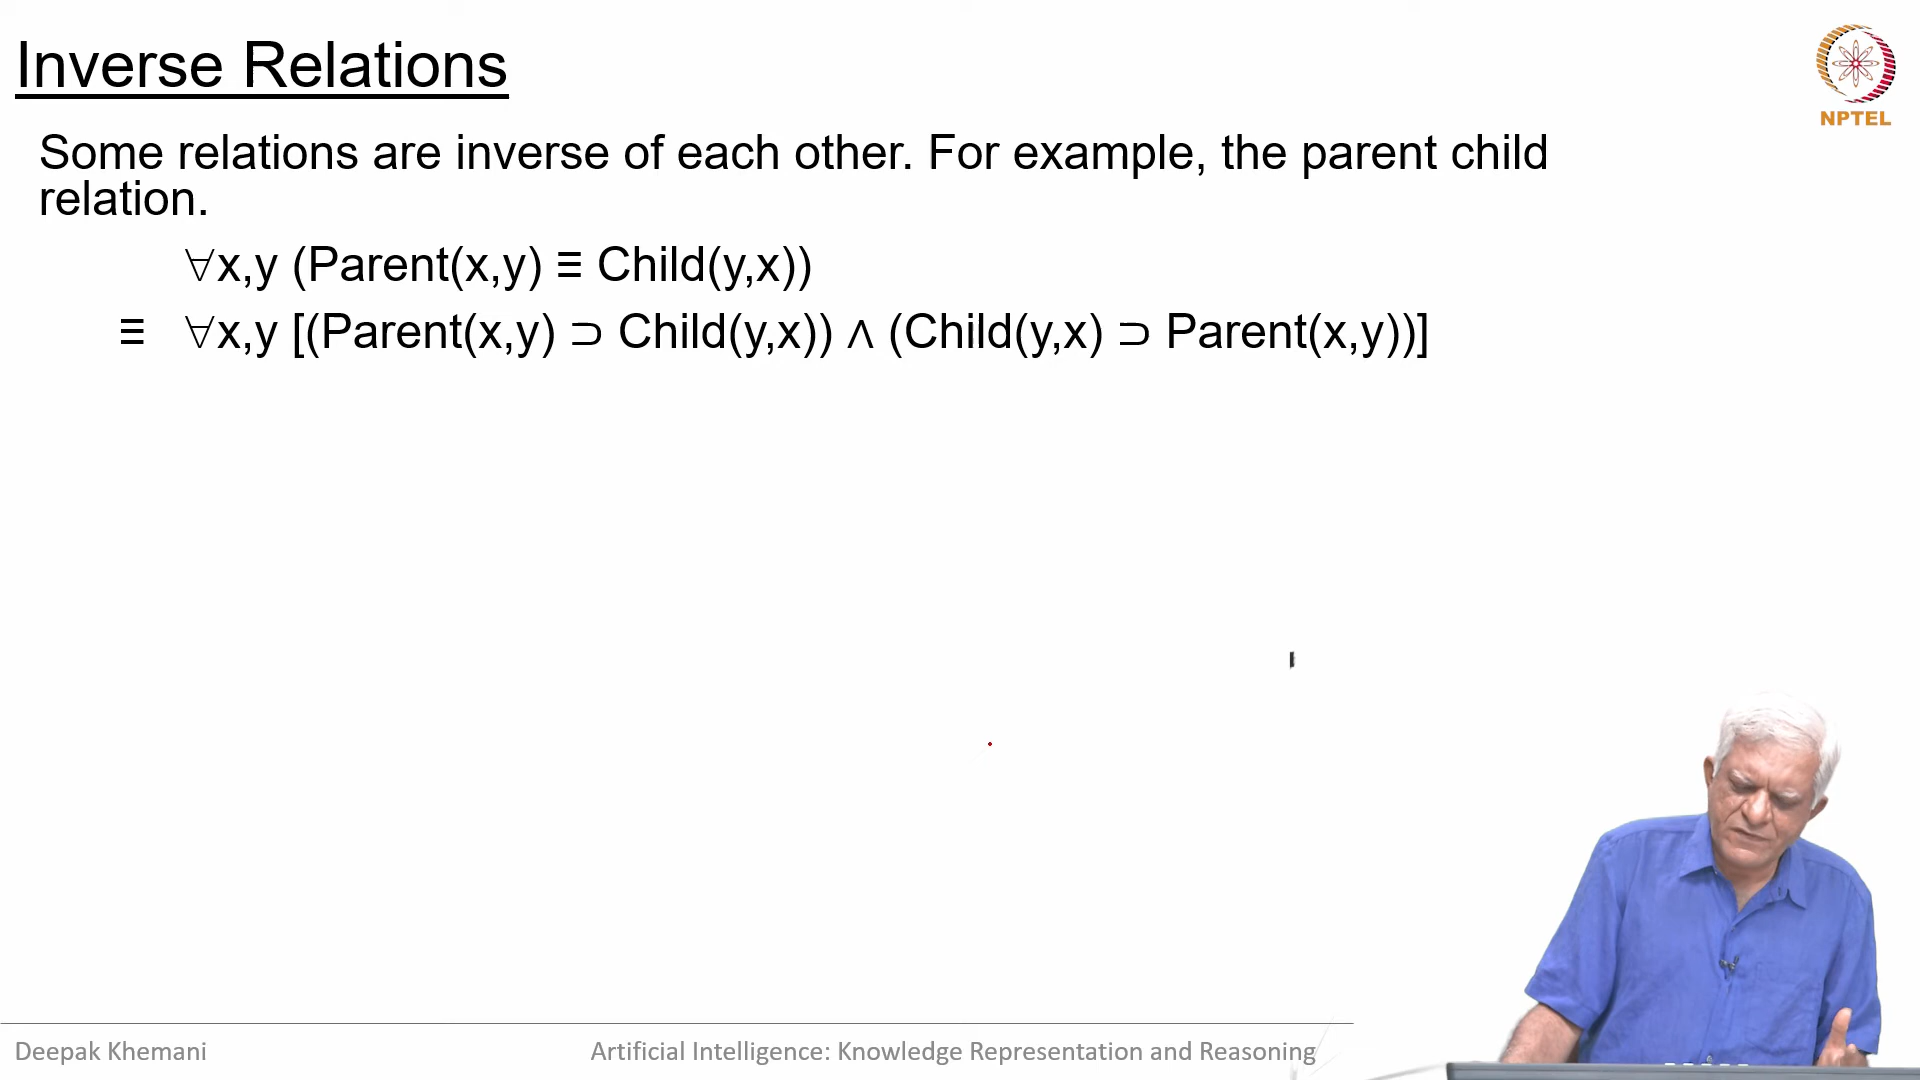 Inverse Relations
NPTEL
Some relations are inverse of each other. For example, the parent child
relation.
∀x,y (Parent(x,y) ≡ Child(y,x))
≡ ∀x,y [(Parent(x,y) ⊃ Child(y,x)) ∧ (Child(y,x) ⊃ Parent(x,y))]
Deepak Khemani
Artificial Intelligence: Knowledge Representation and Reasoning